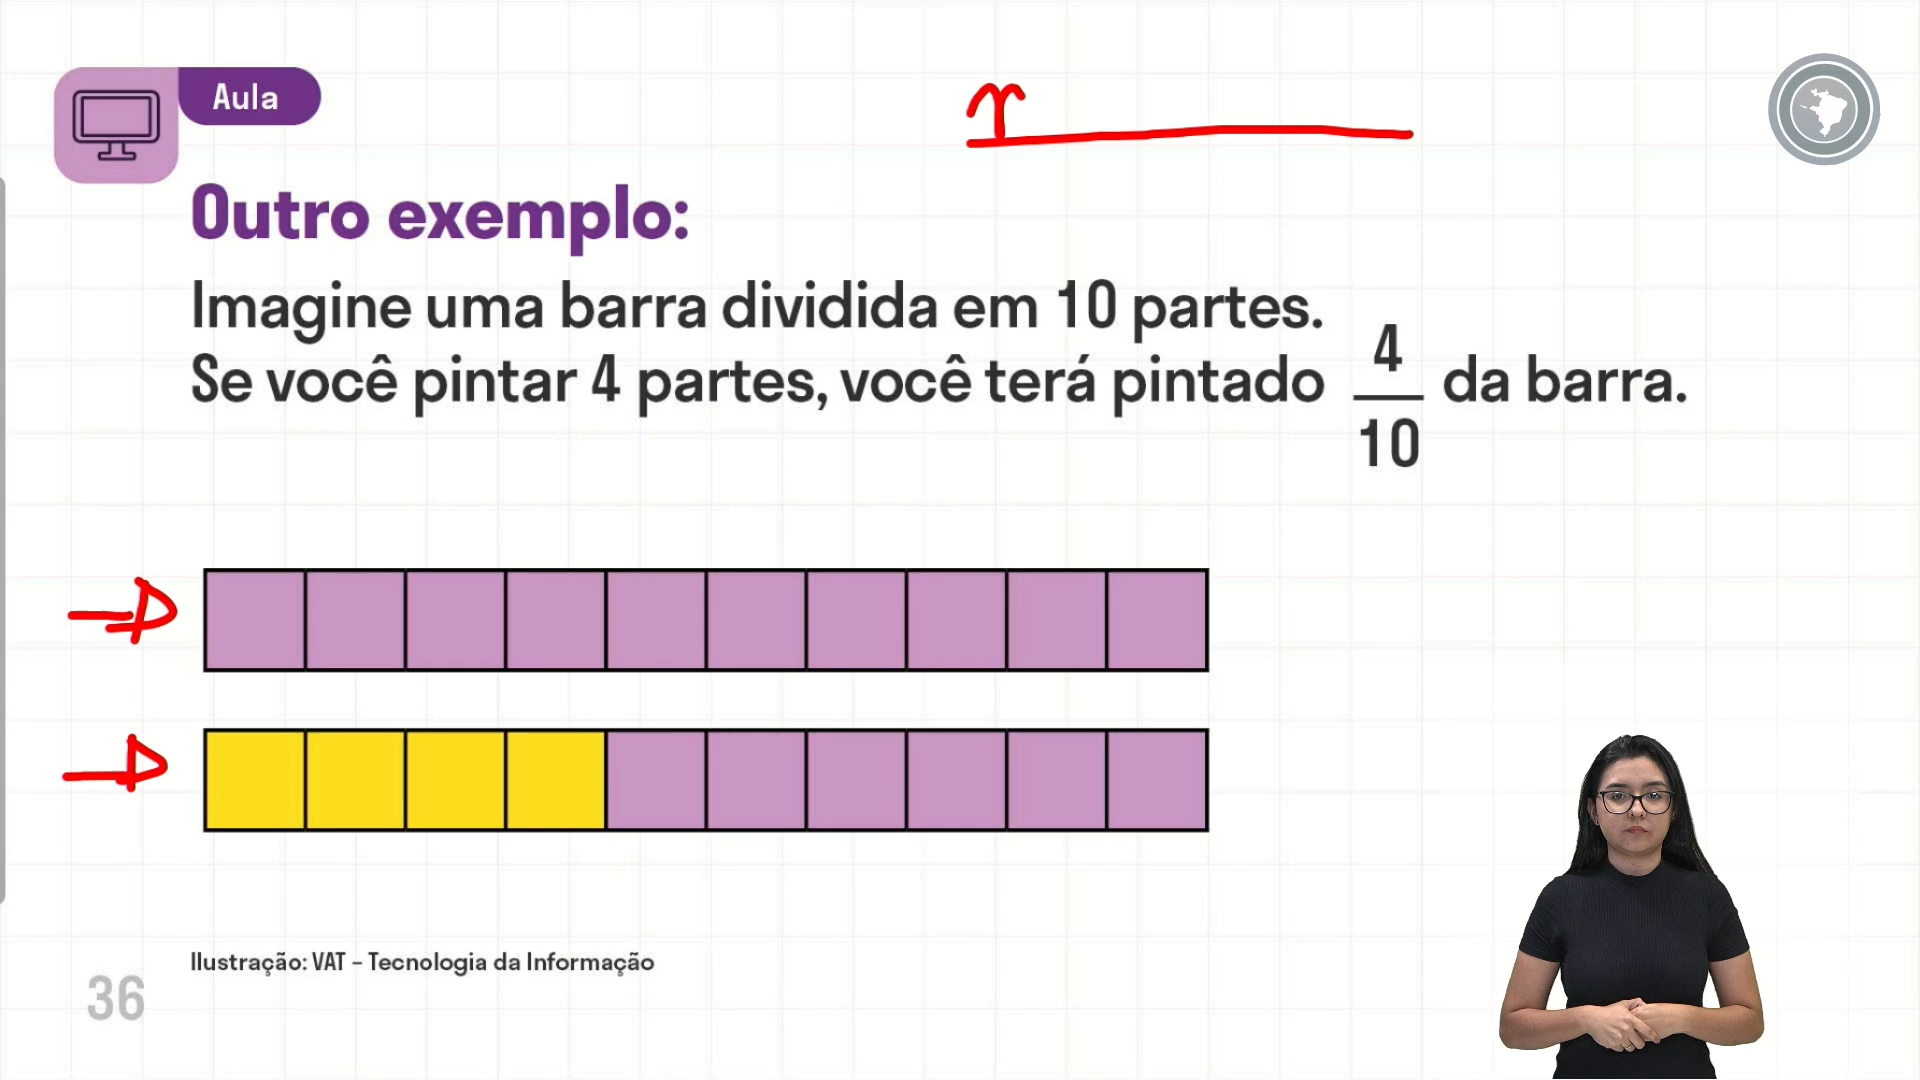 Aula
Outro exemplo:
Imagine uma barra dividida em 10 partes.
Se você pintar 4 partes, você terá pintado 4/10 da barra.
Ilustração: VAT – Tecnologia da Informação
36